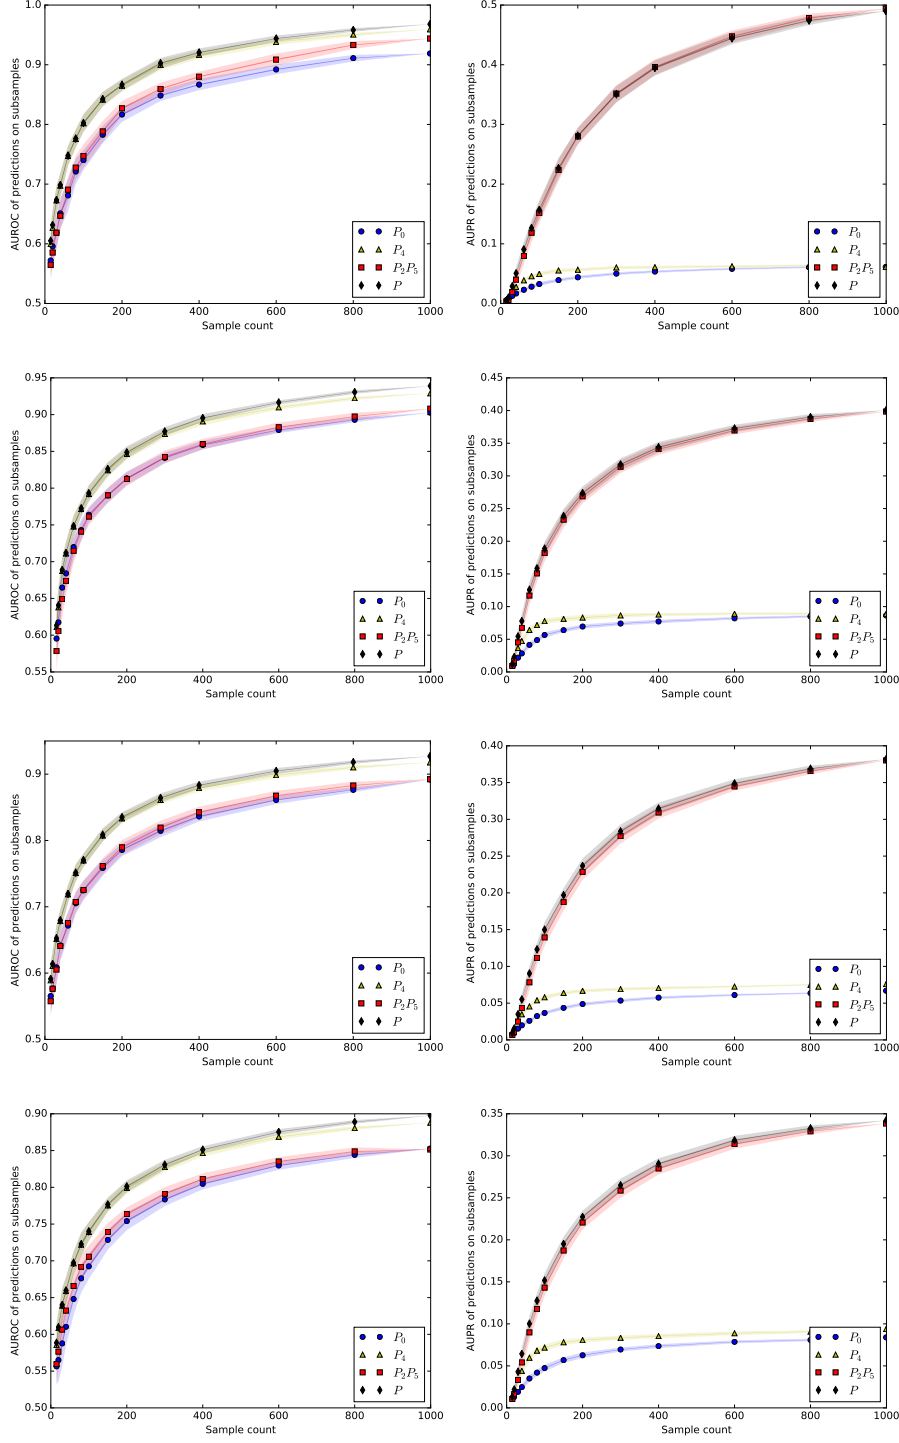 1.0
0.9
0.8
0.7
0.6
0.5
0
200
400
600
800
1000
AUROC of predictions on subsamples
Sample count
P₀
P₄
P₂P₅
P
0.5
0.4
0.3
0.2
0.1
0.0
0
200
400
600
800
1000
AUPR of predictions on subsamples
Sample count
P₀
P₄
P₂P₅
P
0.95
0.90
0.85
0.80
0.75
0.70
0.65
0.60
0.55
0
200
400
600
800
1000
AUROC of predictions on subsamples
Sample count
P₀
P₄
P₂P₅
P
0.45
0.40
0.35
0.30
0.25
0.20
0.15
0.10
0.05
0.00
0
200
400
600
800
1000
AUPR of predictions on subsamples
Sample count
P₀
P₄
P₂P₅
P
0.9
0.8
0.7
0.6
0.5
0
200
400
600
800
1000
AUROC of predictions on subsamples
Sample count
P₀
P₄
P₂P₅
P
0.40
0.35
0.30
0.25
0.20
0.15
0.10
0.05
0.00
0
200
400
600
800
1000
AUPR of predictions on subsamples
Sample count
P₀
P₄
P₂P₅
P
0.90
0.85
0.80
0.75
0.70
0.65
0.60
0.55
0.50
0
200
400
600
800
1000
AUROC of predictions on subsamples
Sample count
P₀
P₄
P₂P₅
P
0.35
0.30
0.25
0.20
0.15
0.10
0.05
0.00
0
200
400
600
800
1000
AUPR of predictions on subsamples
Sample count
P₀
P₄
P₂P₅
P